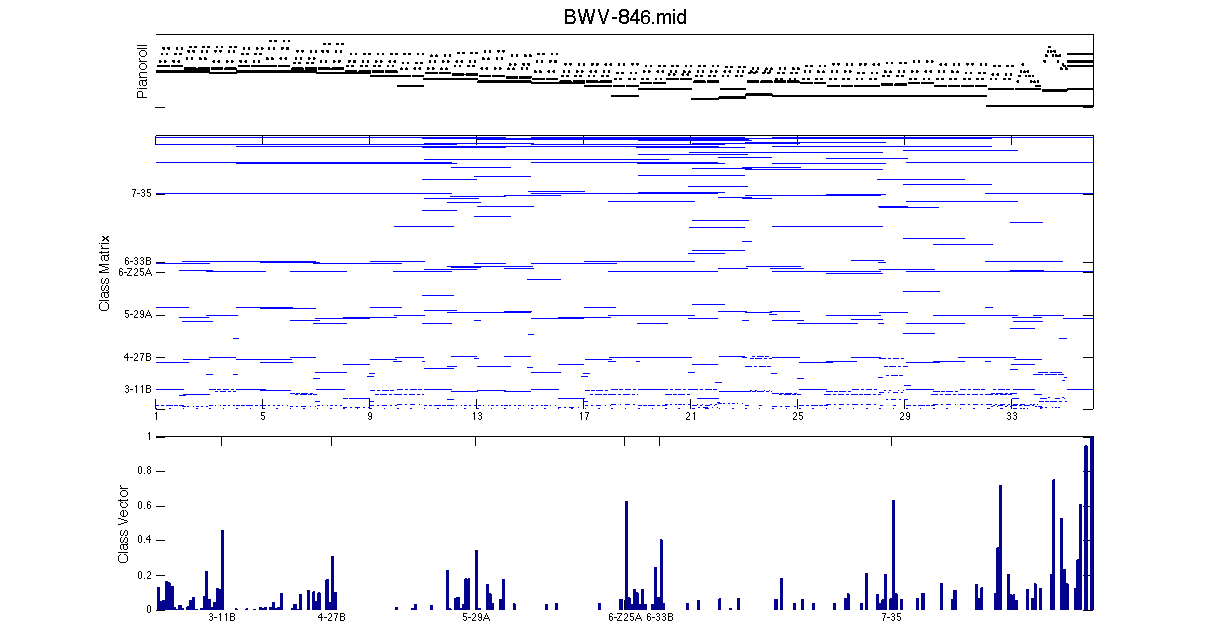 BWV-846.mid
Pianoroll
Class Matrix
7-35
6-33B
6-Z25A
5-29A
4-27B
3-11B
1 5 9 13 17 21 25 29 33
Class Vector
1
0.8
0.6
0.4
0.2
0
3-11B 4-27B 5-29A 6-Z25A 6-33B 7-35